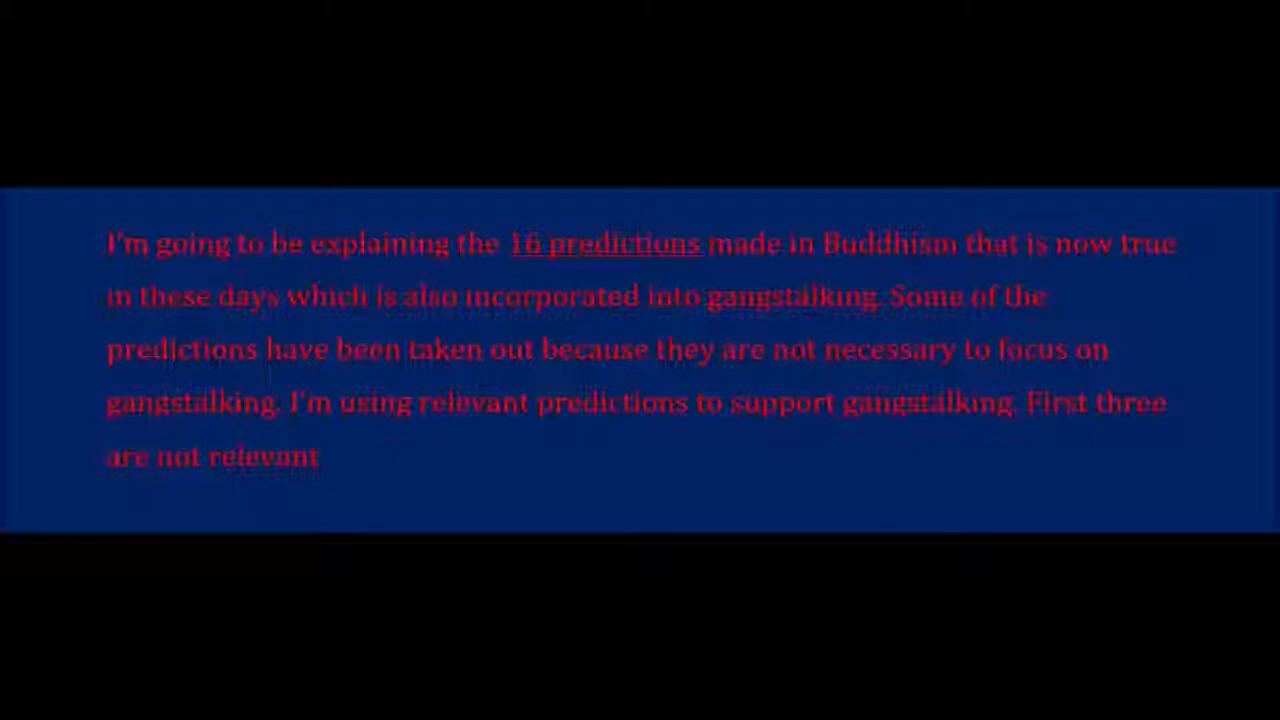 I'm going to be explaining the 16 predictions made in Buddhism that is now true
in these days which is also incorporated into gangstalking. Some of the
predictions have been taken out because they are not necessary to focus on
gangstalking. I'm using relevant predictions to support gangstalking. First three
are not relevant